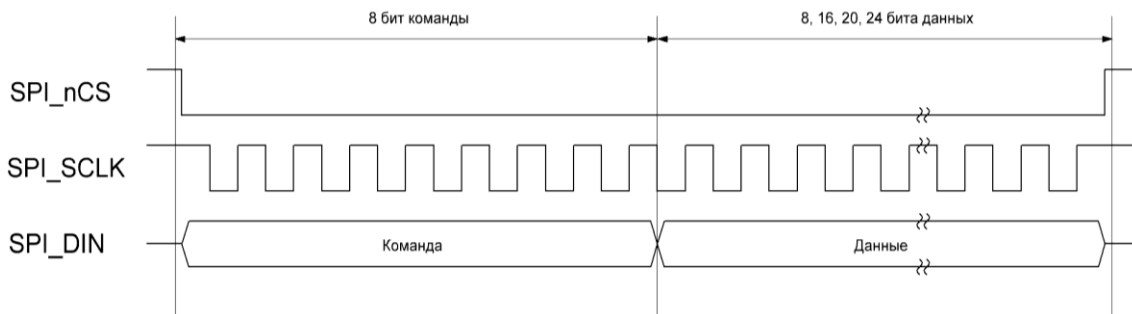 8 бит команды
8, 16, 20, 24 бита данных
SPI_nCS
SPI_SCLK
SPI_DIN
Команда
Данные